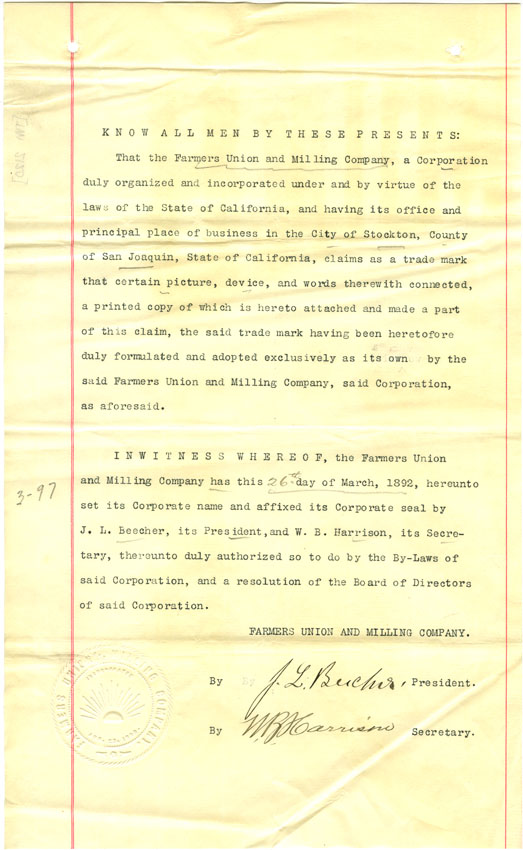 K N O W A L L M E N B Y T H E S E P R E S E N T S:
That the Farmers Union and Milling Company, a Corporation
duly organized and incorporated under and by virtue of the
laws of the State of California, and having its office and
principal place of business in the City of Stockton, County
of San Joaquin, State of California, claims as a trade mark
that certain picture, device, and words therewith connected,
a printed copy of which is hereto attached and made a part
of this claim, the said trade mark having been heretofore
duly formulated and adopted exclusively as its own by the
said Farmers Union and Milling Company, said Corporation,
as aforesaid.
I N W I T N E S S W H E R E O F, the Farmers Union
and Milling Company has this 26th day of March, 1892, hereunto
3-97
set its Corporate name and affixed its Corporate seal by
J. L. Beecher, its President, and W. B. Harrison, its Secre-
tary, thereunto duly authorized so to do by the By-Laws of
said Corporation, and a resolution of the Board of Directors
of said Corporation.
FARMERS UNION AND MILLING COMPANY.
By J. L. Beecher, President.
By W. B. Harrison Secretary.
FARMERS UNION COMPANY